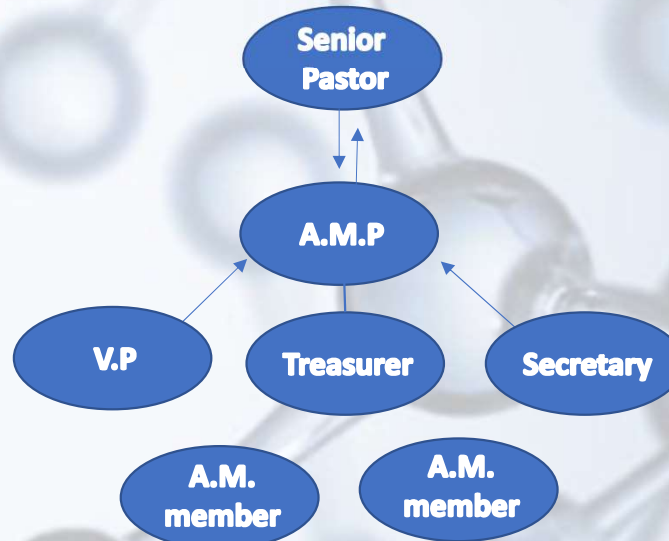 Senior
Pastor
A.M.P
V.P
Treasurer
Secretary
A.M.
member
A.M.
member